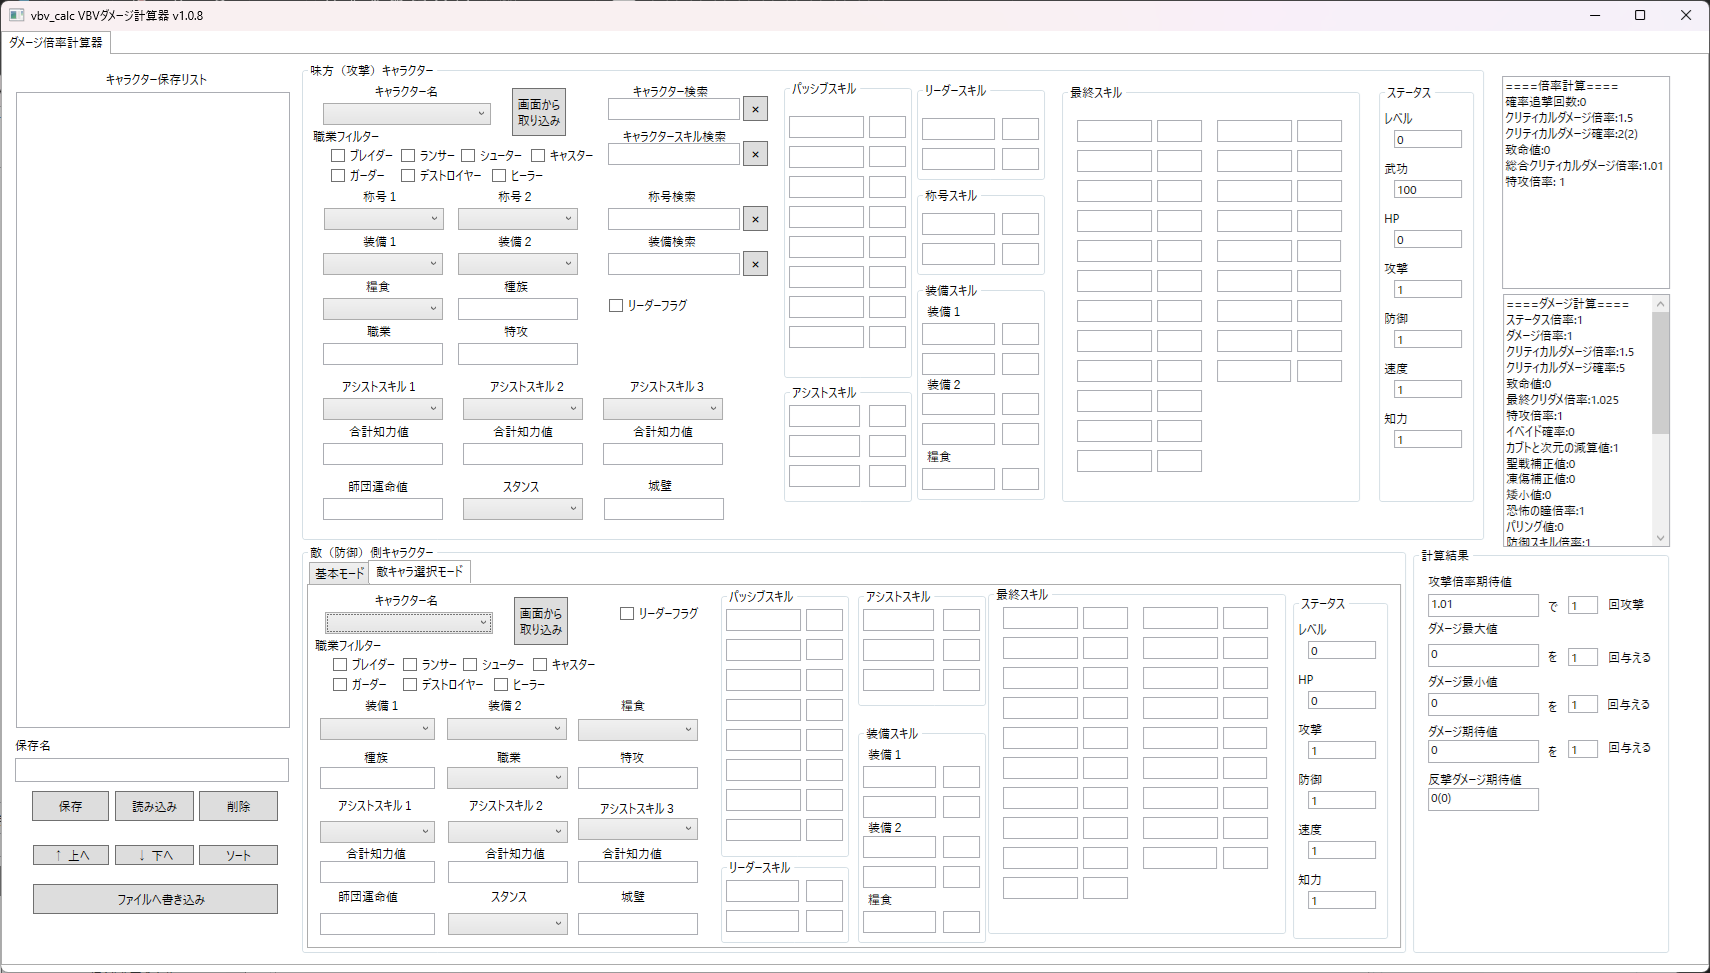 vbv_calc VBVダメージ計算器 v1.0.8
ダメージ倍率計算器
キャラクター保存リスト
保存名
保存
読み込み
削除
↑ 上へ
↓ 下へ
ソート
ファイルへ書き込み
味方（攻撃）キャラクター
キャラクター名
画面から
取り込み
キャラクター検索
×
職業フィルター
キャラクタースキル検索
×
ブレイダー
ランサー
シューター
キャスター
ガーダー
デストロイヤー
ヒーラー
称号 1
称号 2
称号検索
×
装備 1
装備 2
装備検索
×
糧食
種族
リーダーフラグ
職業
特攻
アシストスキル 1
アシストスキル 2
アシストスキル 3
合計知力値
合計知力値
合計知力値
師団運命値
スタンス
城壁
パッシブスキル
アシストスキル
リーダースキル
称号スキル
装備スキル
装備 1
装備 2
糧食
最終スキル
ステータス
レベル
0
武功
100
HP
0
攻撃
1
防御
1
速度
1
知力
1
====倍率計算====
確率追撃回数:0
クリティカルダメージ倍率:1.5
クリティカルダメージ確率:2(2)
致命値:0
総合クリティカルダメージ倍率:1.01
特攻倍率: 1
====ダメージ計算====
ステータス倍率:1
ダメージ倍率:1
クリティカルダメージ倍率:1.5
クリティカルダメージ確率:5
致命値:0
最終クリダメ倍率:1.025
特攻倍率:1
イベイド確率:0
カブトと次元の減算値:1
聖戦補正値:0
凍傷補正値:0
矮小値:0
恐怖の瞳倍率:1
パリング値:0
防御スキル倍率:1
敵（防御）側キャラクター
基本モード
敵キャラ選択モード
キャラクター名
画面から
取り込み
リーダーフラグ
職業フィルター
ブレイダー
ランサー
シューター
キャスター
ガーダー
デストロイヤー
ヒーラー
装備 1
装備 2
糧食
種族
職業
特攻
アシストスキル 1
アシストスキル 2
アシストスキル 3
合計知力値
合計知力値
合計知力値
師団運命値
スタンス
城壁
パッシブスキル
リーダースキル
アシストスキル
装備スキル
装備 1
装備 2
糧食
最終スキル
ステータス
レベル
0
HP
0
攻撃
1
防御
1
速度
1
知力
1
計算結果
攻撃倍率期待値
1.01 で 1 回攻撃
ダメージ最大値
0 を 1 回与える
ダメージ最小値
0 を 1 回与える
ダメージ期待値
0 を 1 回与える
反撃ダメージ期待値
0(0)